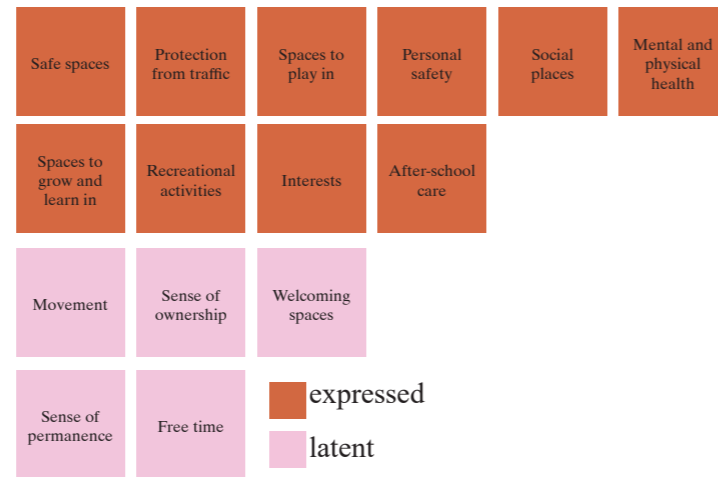 Safe spaces
Protection
from traffic
Spaces to
play in
Personal
safety
Social
places
Mental and
physical
health
Spaces to
grow and
learn in
Recreational
activities
Interests
After-school
care
Movement
Sense of
ownership
Welcoming
spaces
Sense of
permanence
Free time
expressed
latent